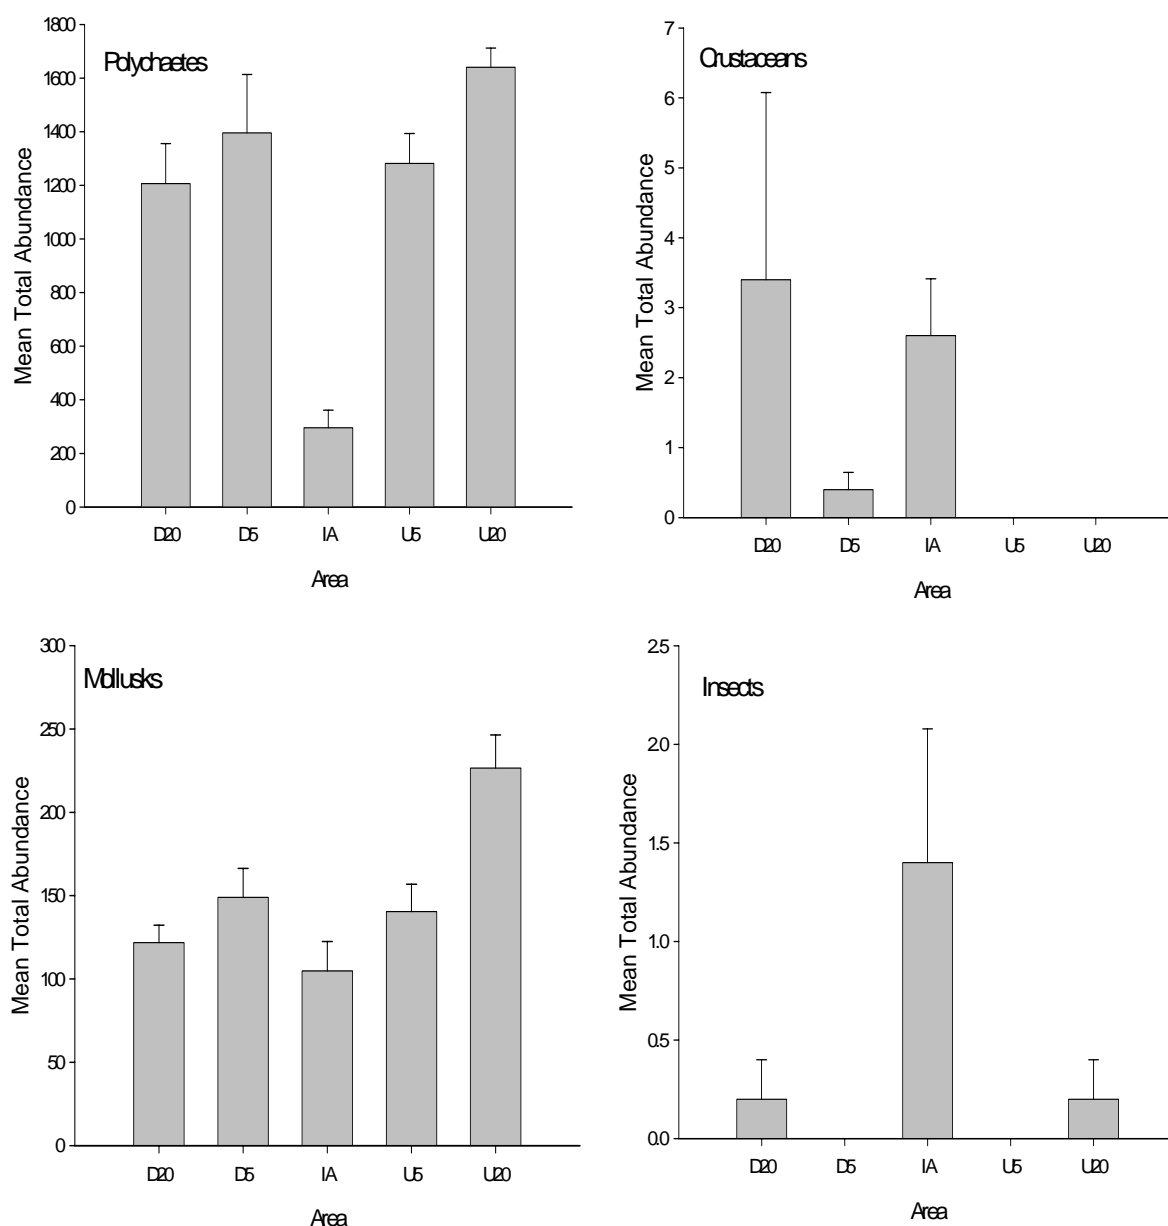 Polychaetes
Mean Total Abundance
1800
1600
1400
1200
1000
800
600
400
200
0
D20 D5 IA U5 U20
Area
Crustaceans
Mean Total Abundance
7
6
5
4
3
2
1
0
D20 D5 IA U5 U20
Area
Mollusks
Mean Total Abundance
300
250
200
150
100
50
0
D20 D5 IA U5 U20
Area
Insects
Mean Total Abundance
2.5
2.0
1.5
1.0
0.5
0.0
D20 D5 IA U5 U20
Area